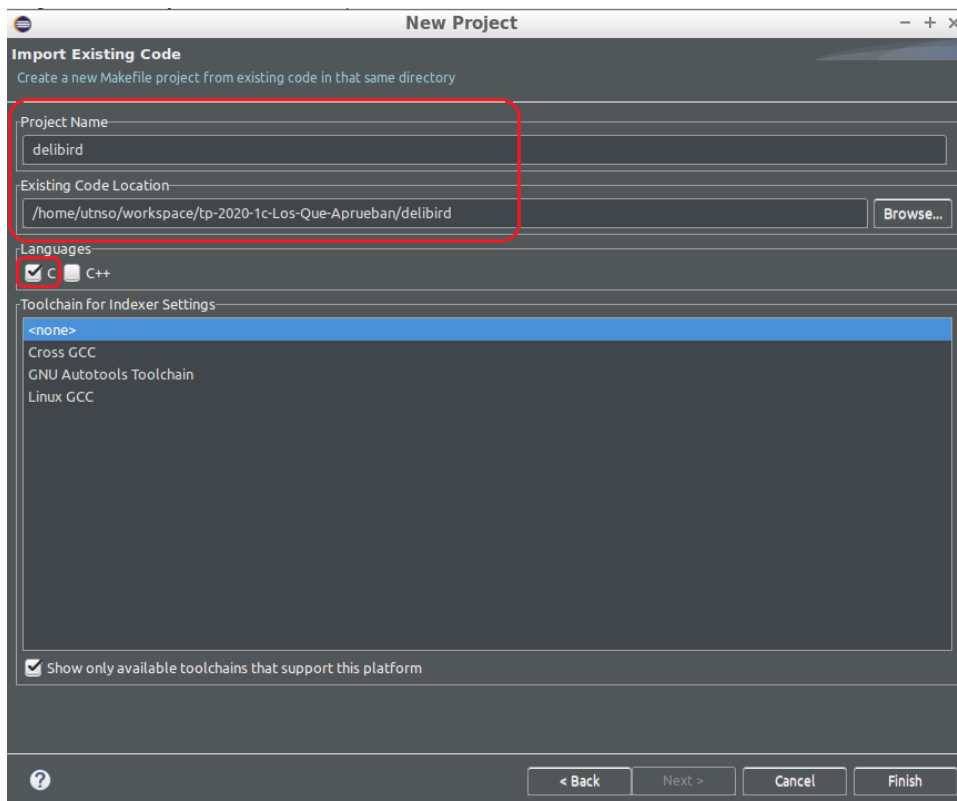 New Project
Import Existing Code
Create a new Makefile project from existing code in that same directory
Project Name
delibird
Existing Code Location
/home/utnso/workspace/tp-2020-1c-Los-Que-Aprueban/delibird
Browse...
Languages
C C++
Toolchain for Indexer Settings
<none>
Cross GCC
GNU Autotools Toolchain
Linux GCC
Show only available toolchains that support this platform
< Back Next > Cancel Finish